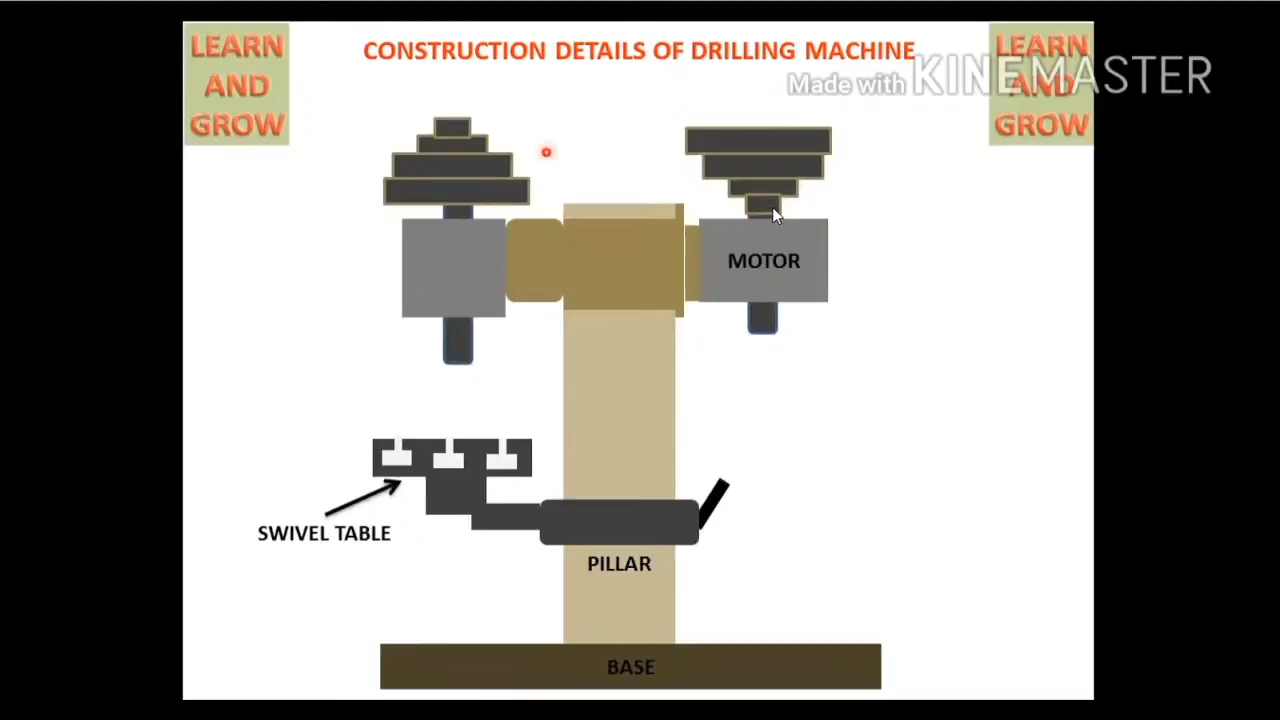 LEARN
AND
GROW
CONSTRUCTION DETAILS OF DRILLING MACHINE
LEARN
AND
GROW
Made with KINEMASTER
MOTOR
SWIVEL TABLE
PILLAR
BASE